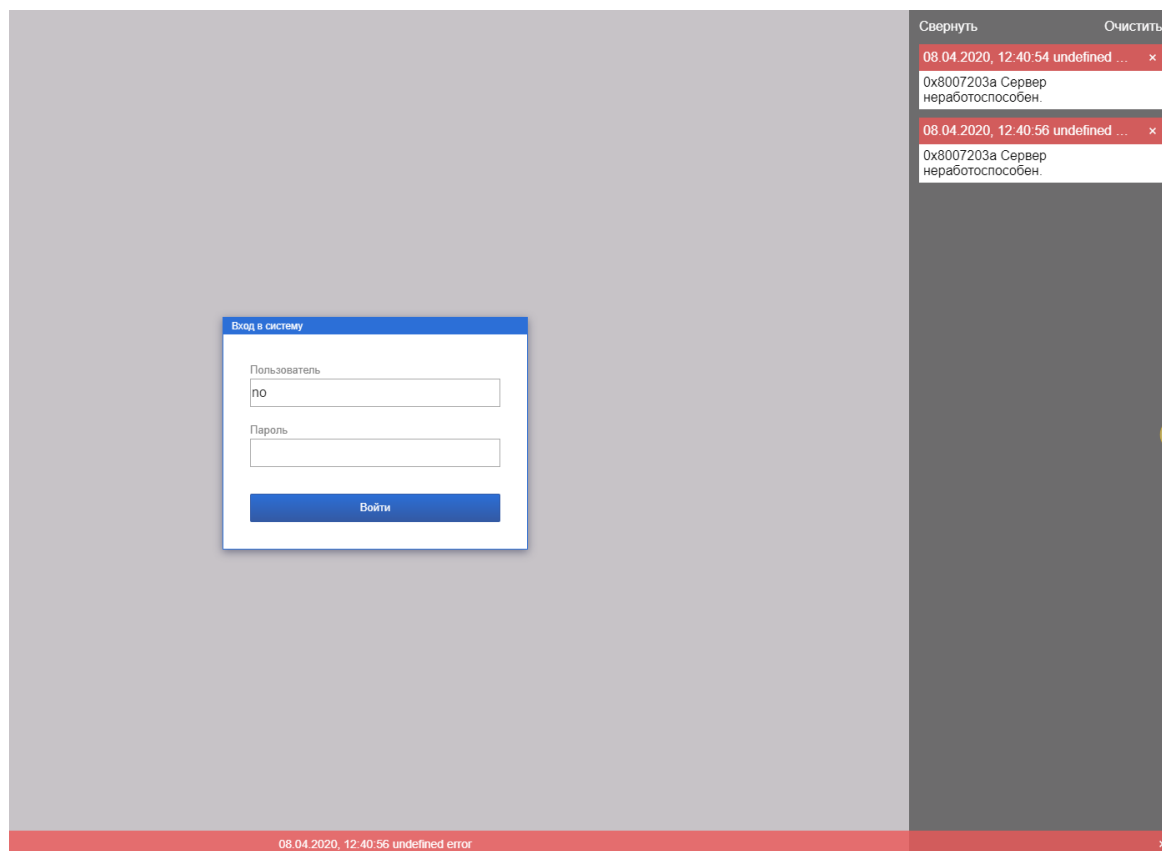 Свернуть Очистить
08.04.2020, 12:40:54 undefined ... ×
0x8007203a Сервер
неработоспособен.
08.04.2020, 12:40:56 undefined ... ×
0x8007203a Сервер
неработоспособен.
Вход в систему
Пользователь
no
Пароль
Войти
08.04.2020, 12:40:56 undefined error ×